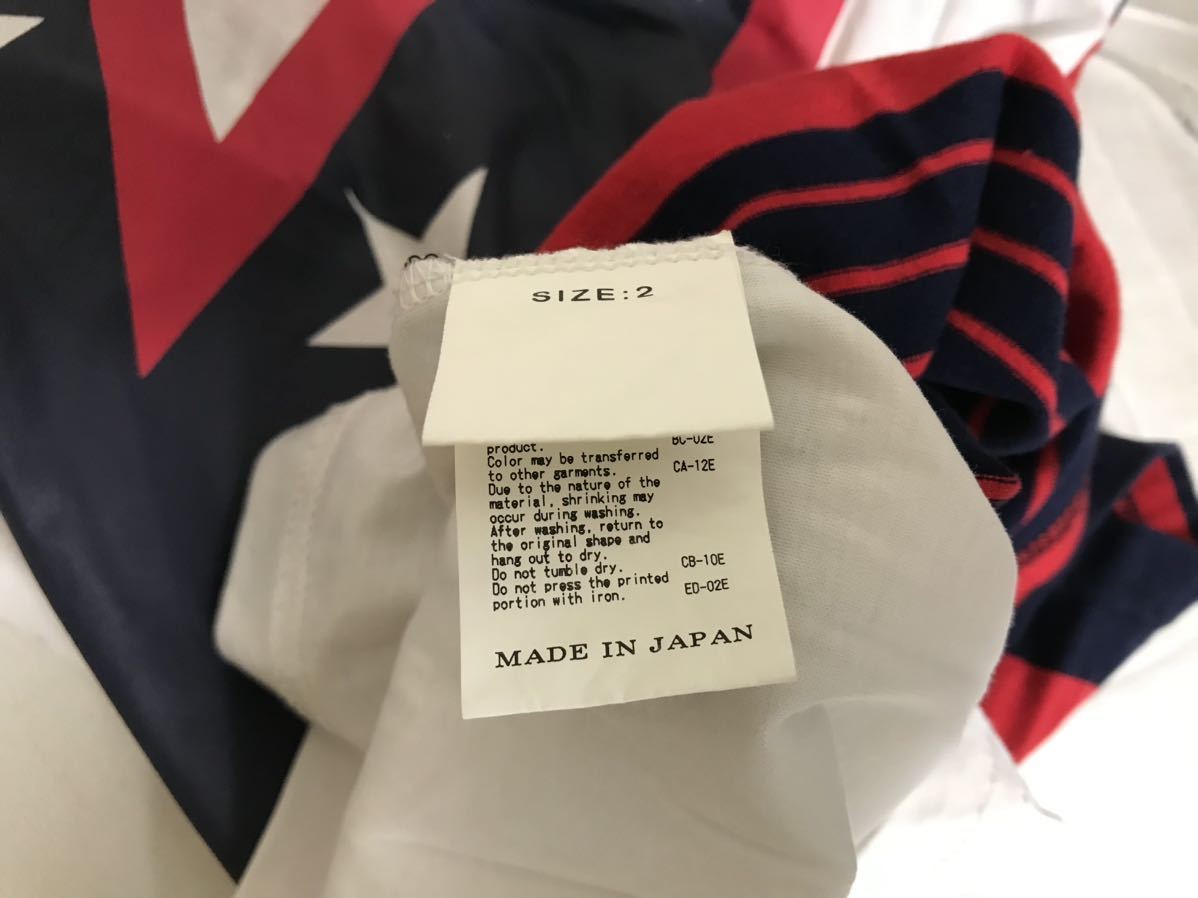 SIZE:2
product. BC-02E
Color may be transferred
to other garments. CA-12E
Due to the nature of the
material, shrinking may
occur during washing.
After washing, return to
the original shape and
hang out to dry.
Do not tumble dry. CB-10E
Do not press the printed
portion with iron. ED-02E
MADE IN JAPAN